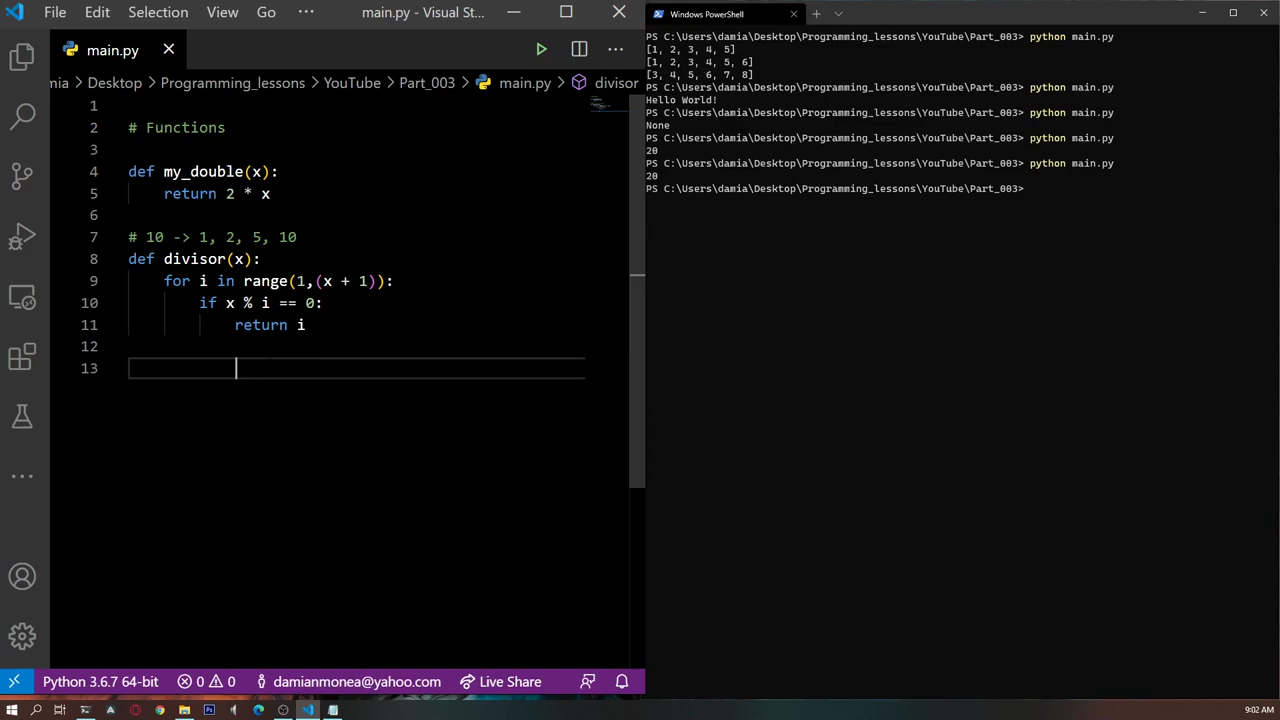 File Edit Selection View Go ··· main.py - Visual St...
main.py
mia > Desktop > Programming_lessons > YouTube > Part_003 > main.py > divisor
1
2 # Functions
3
4 def my_double(x):
5 return 2 * x
6
7 # 10 -> 1, 2, 5, 10
8 def divisor(x):
9 for i in range(1,(x + 1)):
10 if x % i == 0:
11 return i
12
13
Python 3.6.7 64-bit 0 0 damianmonea@yahoo.com Live Share
Windows PowerShell
PS C:\Users\damia\Desktop\Programming_lessons\YouTube\Part_003> python main.py
[1, 2, 3, 4, 5]
[1, 2, 3, 4, 5, 6]
[3, 4, 5, 6, 7, 8]
PS C:\Users\damia\Desktop\Programming_lessons\YouTube\Part_003> python main.py
Hello World!
PS C:\Users\damia\Desktop\Programming_lessons\YouTube\Part_003> python main.py
None
PS C:\Users\damia\Desktop\Programming_lessons\YouTube\Part_003> python main.py
20
PS C:\Users\damia\Desktop\Programming_lessons\YouTube\Part_003> python main.py
20
PS C:\Users\damia\Desktop\Programming_lessons\YouTube\Part_003>
9:02 AM